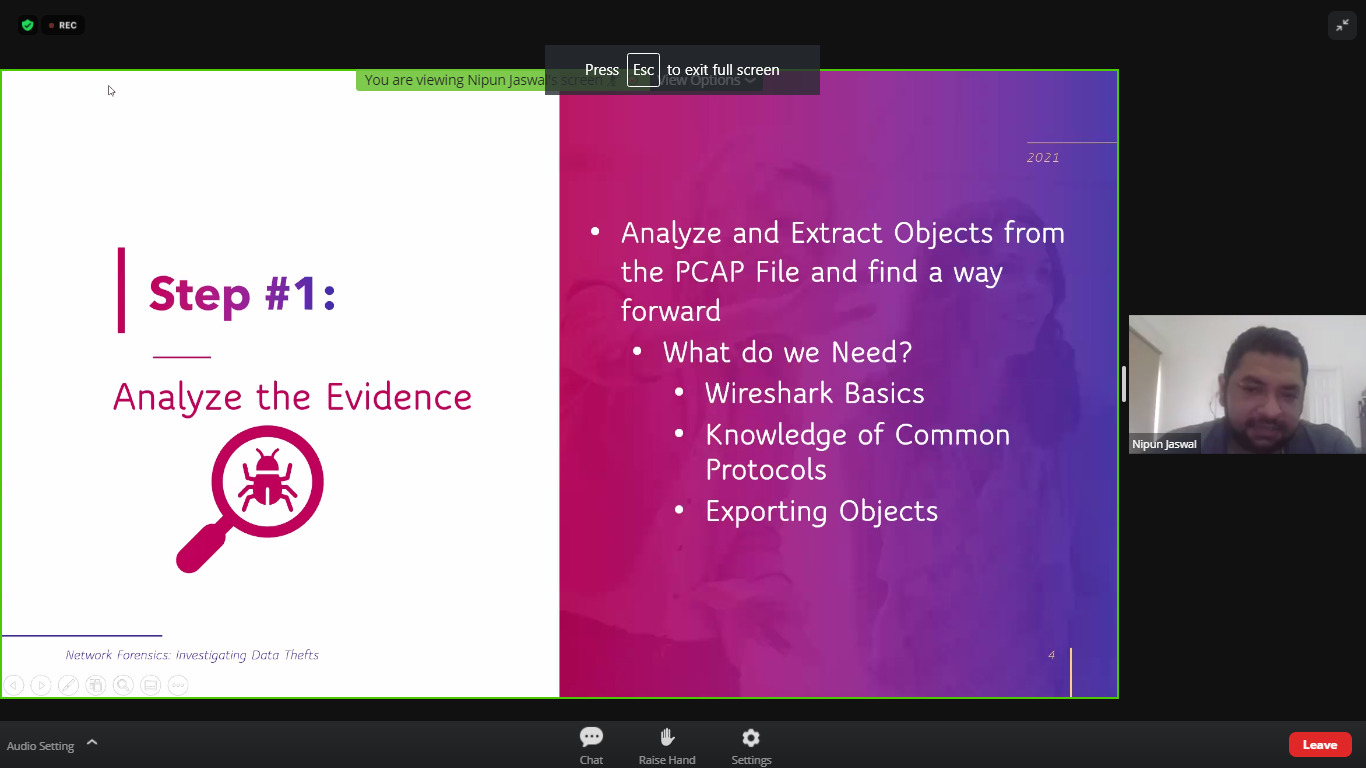 REC
Press Esc to exit full screen
You are viewing Nipun Jaswal's screen
View Options
2021
Step #1:
Analyze the Evidence
• Analyze and Extract Objects from
the PCAP File and find a way
forward
• What do we Need?
• Wireshark Basics
• Knowledge of Common
Protocols
• Exporting Objects
Nipun Jaswal
Network Forensics: Investigating Data Thefts
4
Audio Setting
Chat
Raise Hand
Settings
Leave